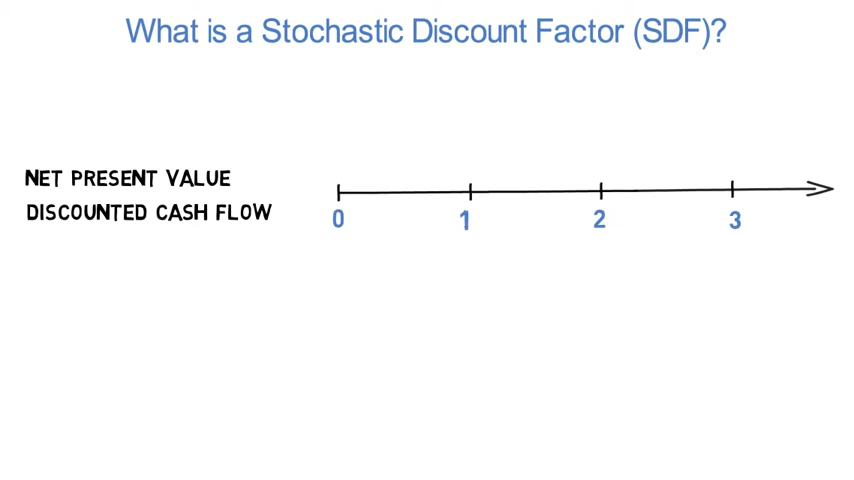 What is a Stochastic Discount Factor (SDF)?
NET PRESENT VALUE
DISCOUNTED CASH FLOW
0 1 2 3